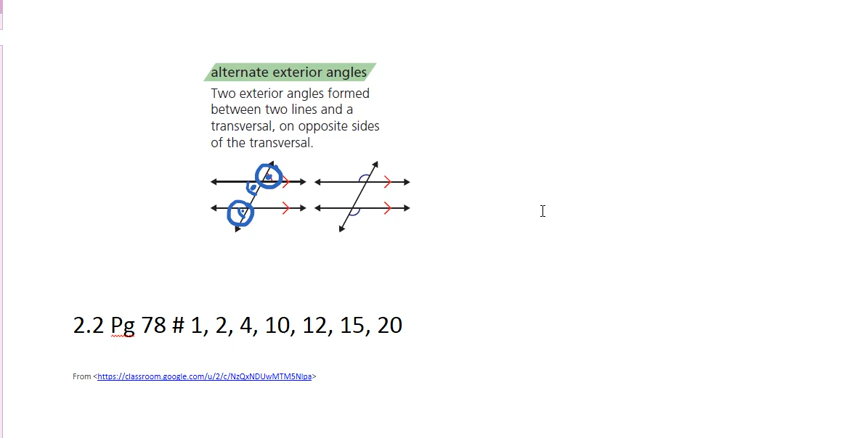 alternate exterior angles
Two exterior angles formed
between two lines and a
transversal, on opposite sides
of the transversal.
2.2 Pg 78 # 1, 2, 4, 10, 12, 15, 20
From <https://classroom.google.com/u/2/c/NzQxNDUwMTM5NIpa>